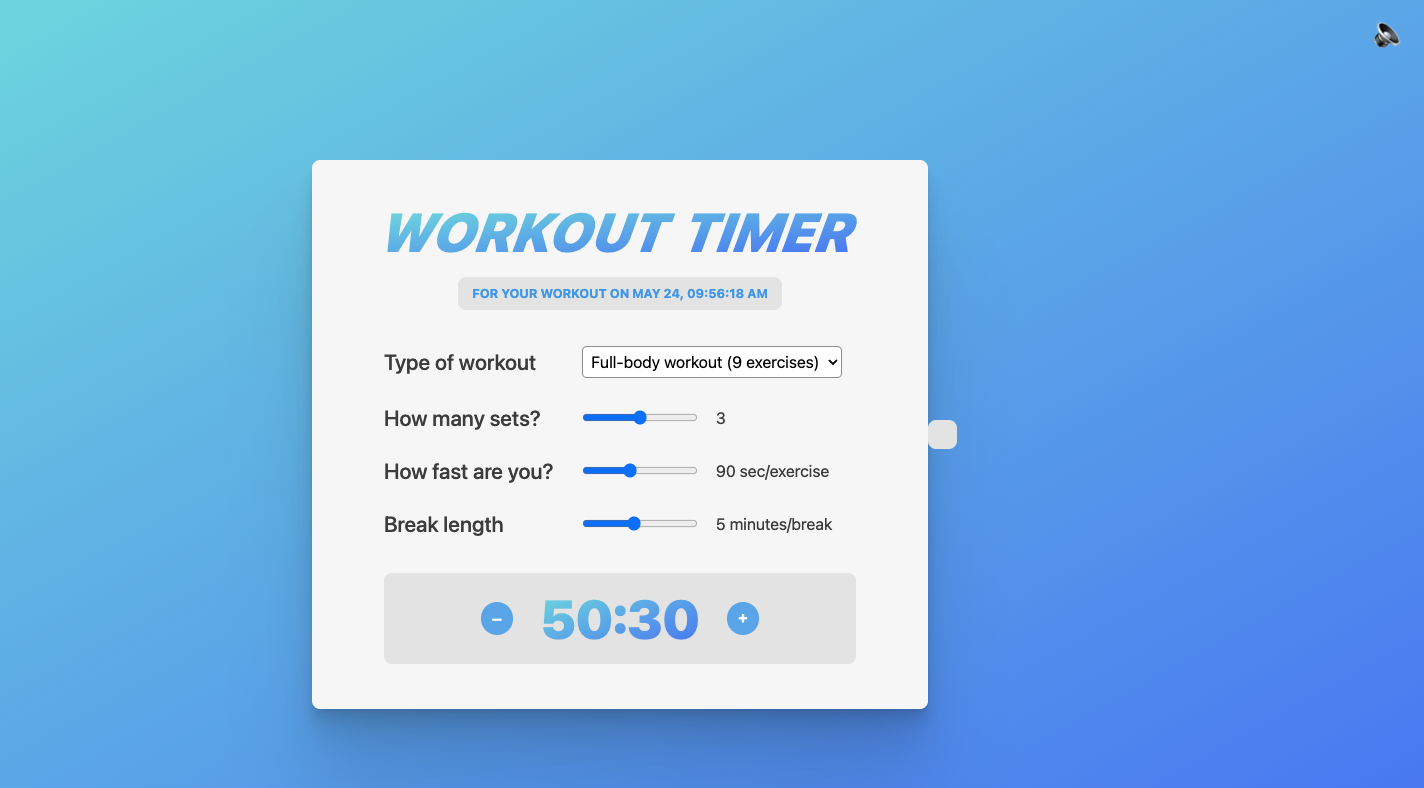 WORKOUT TIMER
FOR YOUR WORKOUT ON MAY 24, 09:56:18 AM
Type of workout Full-body workout (9 exercises)
How many sets? 3
How fast are you? 90 sec/exercise
Break length 5 minutes/break
– 50:30 +